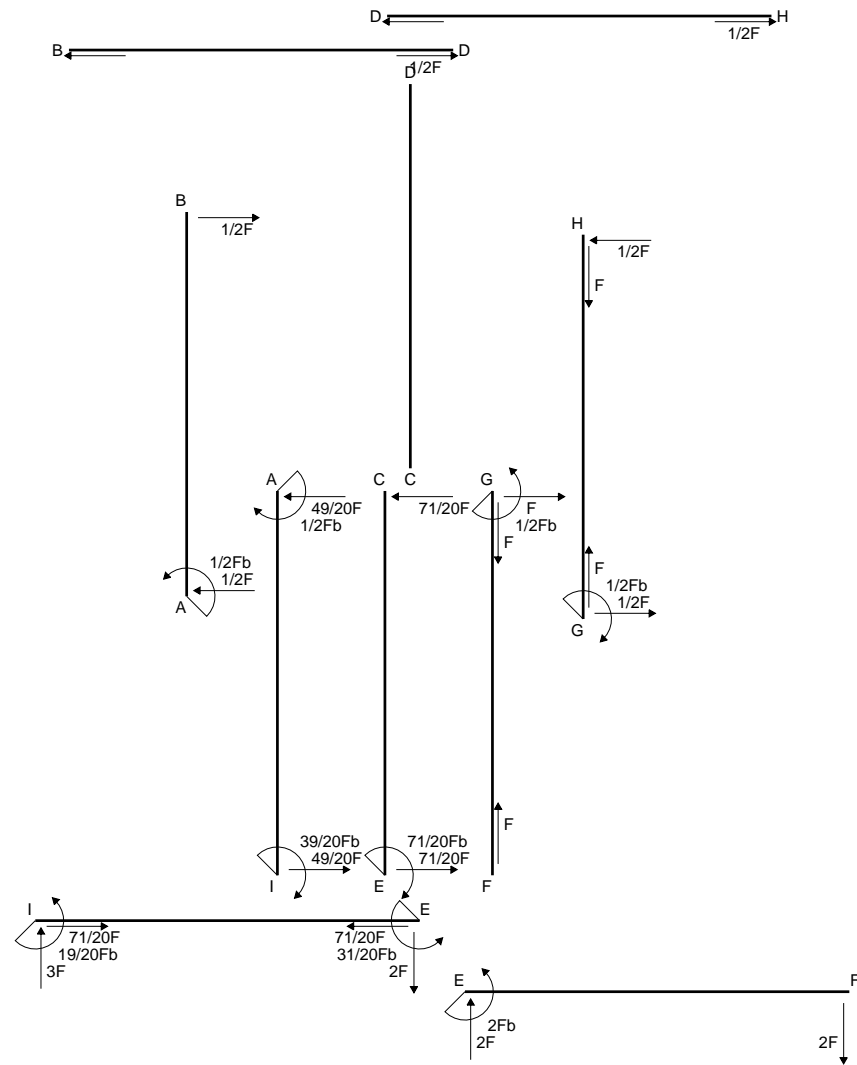 D H
1/2F
B D
1/2F
D
B
1/2F
H
1/2F
F
A C C G
49/20F 71/20F F
1/2Fb 1/2Fb
F
1/2Fb
1/2F
A
F
1/2Fb
1/2F
G
F
39/20Fb 71/20Fb
49/20F 71/20F
I E F
I E
71/20F 71/20F
19/20Fb 31/20Fb
3F 2F
E F
2Fb
2F 2F